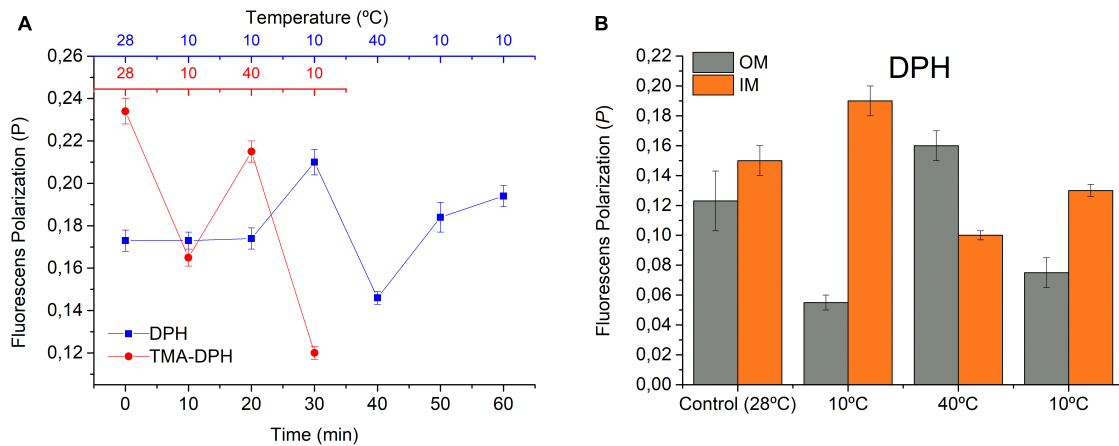 A
Temperature (ºC)
28 10 10 10 40 10 10
28 10 40 10
0,26
0,24
0,22
0,20
0,18
0,16
0,14
0,12
Fluorescens Polarization (P)
DPH
TMA-DPH
0 10 20 30 40 50 60
Time (min)
B
DPH
OM
IM
0,22
0,20
0,18
0,16
0,14
0,12
0,10
0,08
0,06
0,04
0,02
0,00
Fluorescens Polarization (P)
Control (28ºC) 10ºC 40ºC 10ºC